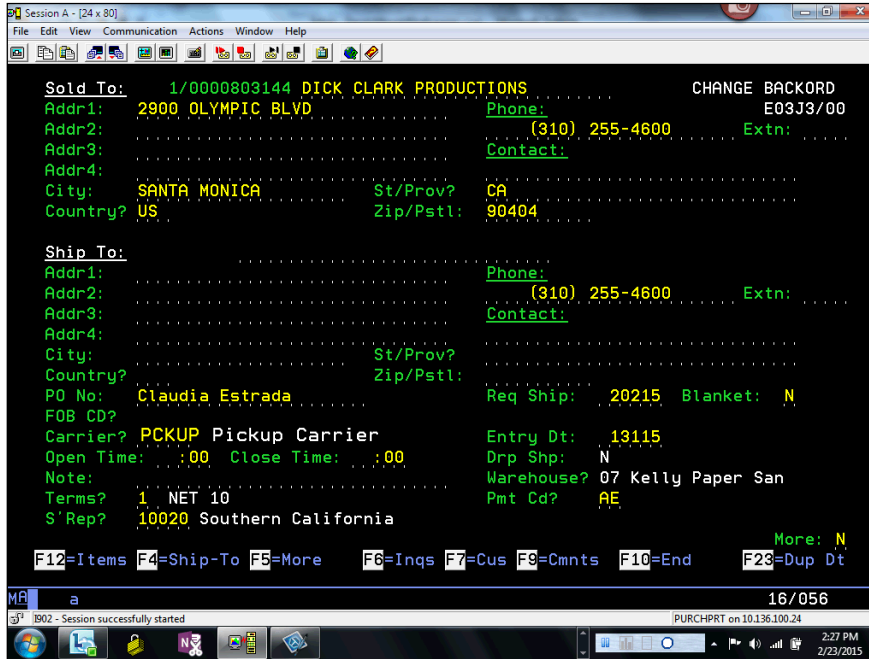 Session A - [24 x 80]
File Edit View Communication Actions Window Help
Sold To: 1/0000803144 DICK CLARK PRODUCTIONS CHANGE BACKORD
Addr1: 2900 OLYMPIC BLVD Phone: E03J3/00
Addr2: (310) 255-4600 Extn:
Addr3: Contact:
Addr4:
City: SANTA MONICA St/Prov? CA
Country? US Zip/Pstl: 90404
Ship To:
Addr1: Phone:
Addr2: (310) 255-4600 Extn:
Addr3: Contact:
Addr4:
City: St/Prov?
Country? Zip/Pstl:
PO No: Claudia Estrada Req Ship: 20215 Blanket: N
FOB CD?
Carrier? PCKUP Pickup Carrier Entry Dt: 13115
Open Time: :00 Close Time: :00 Drp Shp: N
Note: Warehouse? 07 Kelly Paper San
Terms? 1 NET 10 Pmt Cd? AE
S'Rep? 10020 Southern California
More: N
F12=Items F4=Ship-To F5=More F6=Inqs F7=Cus F9=Cmnts F10=End F23=Dup Dt
MA a 16/056
I902 - Session successfully started PURCHPRT on 10.136.100.24
2:27 PM
2/23/2015